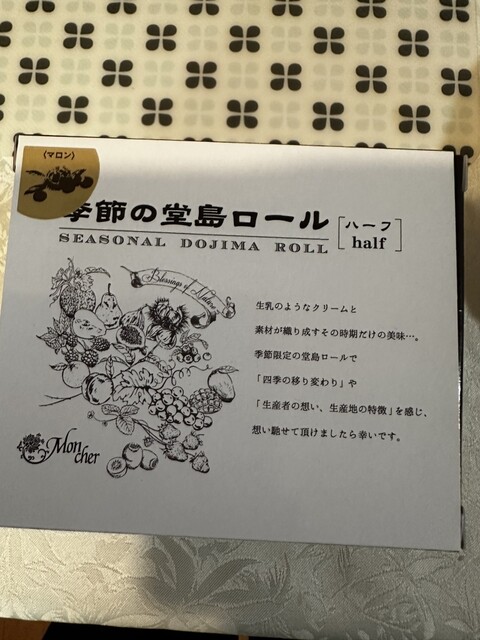 〈マロン〉
季節の堂島ロール
[ハーフ
half]
SEASONAL DOJIMA ROLL
Blessings of Nature
生乳のようなクリームと
素材が織り成すその時期だけの美味…。
季節限定の堂島ロールで
「四季の移り変わり」や
「生産者の想い、生産地の特徴」を感じ、
想い馳せて頂けましたら幸いです。
Mon
cher